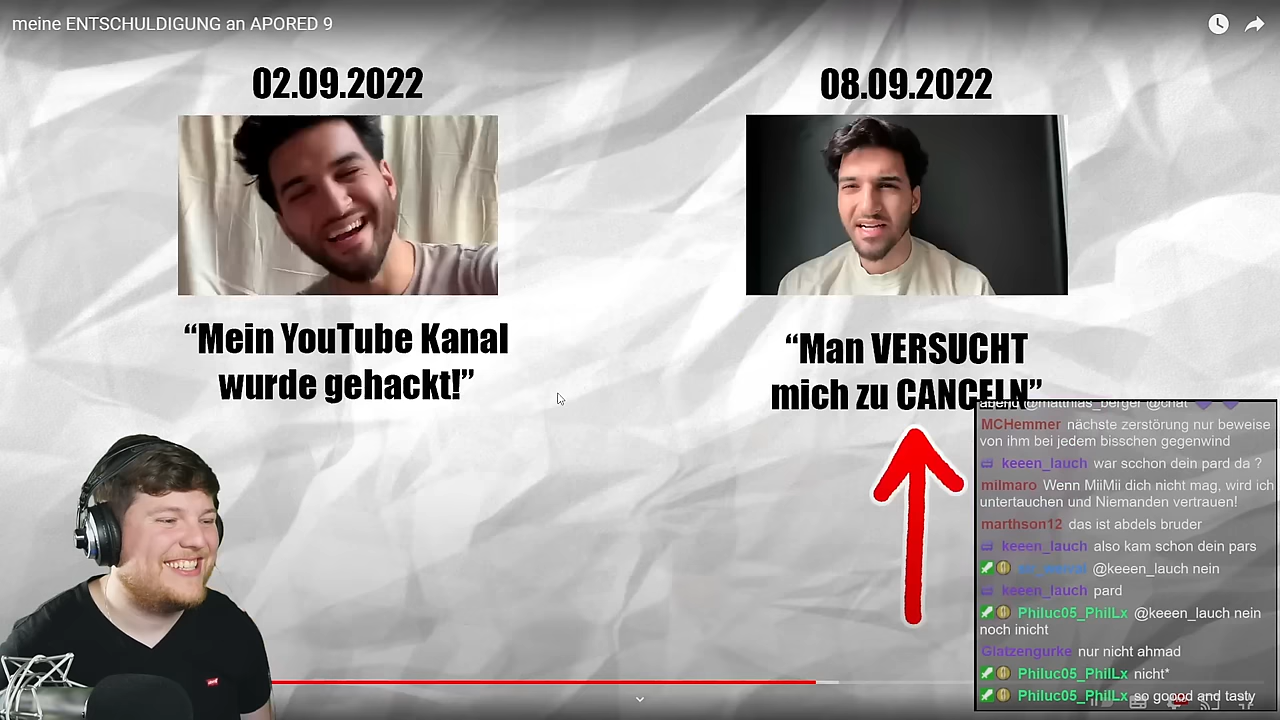 meine ENTSCHULDIGUNG an APORED 9
02.09.2022
08.09.2022
“Mein YouTube Kanal
wurde gehackt!”
“Man VERSUCHT
mich zu CANCELN”
abend @matthias_berger @chat
MCHemmer nächste zerstörung nur beweise
von ihm bei jedem bisschen gegenwind
keeen_lauch war scchon dein pard da ?
milmaro Wenn MiiMii dich nicht mag, wird ich
untertauchen und Niemanden vertrauen!
marthson12 das ist abdels bruder
keeen_lauch also kam schon dein pars
@keeen_lauch nein
keeen_lauch pard
Philuc05_PhilLx @keeen_lauch nein
noch inicht
Glatzengurke nur nicht ahmad
Philuc05_PhilLx nicht*
Philuc05_PhilLx so goood and tasty